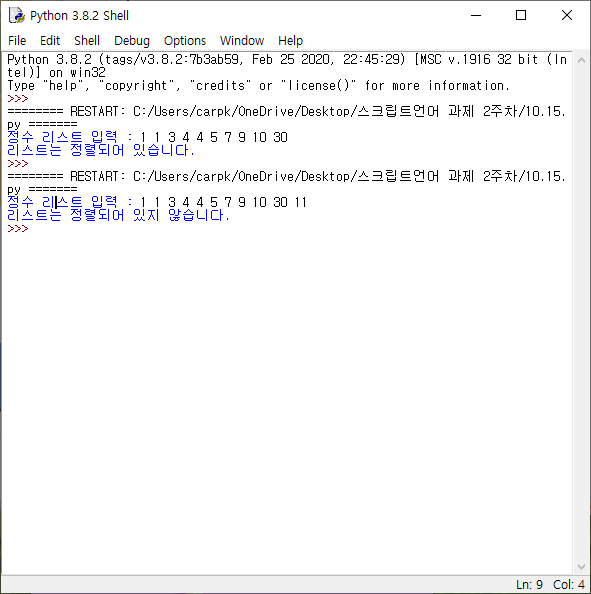 Python 3.8.2 Shell
File Edit Shell Debug Options Window Help
Python 3.8.2 (tags/v3.8.2:7b3ab59, Feb 25 2020, 22:45:29) [MSC v.1916 32 bit (In
tel)] on win32
Type "help", "copyright", "credits" or "license()" for more information.
>>>
======== RESTART: C:/Users/carpk/OneDrive/Desktop/스크립트언어 과제 2주차/10.15.
py =======
정수 리스트 입력 : 1 1 3 4 4 5 7 9 10 30
리스트는 정렬되어 있습니다.
>>>
======== RESTART: C:/Users/carpk/OneDrive/Desktop/스크립트언어 과제 2주차/10.15.
py =======
정수 리스트 입력 : 1 1 3 4 4 5 7 9 10 30 11
리스트는 정렬되어 있지 않습니다.
>>>
Ln: 9 Col: 4